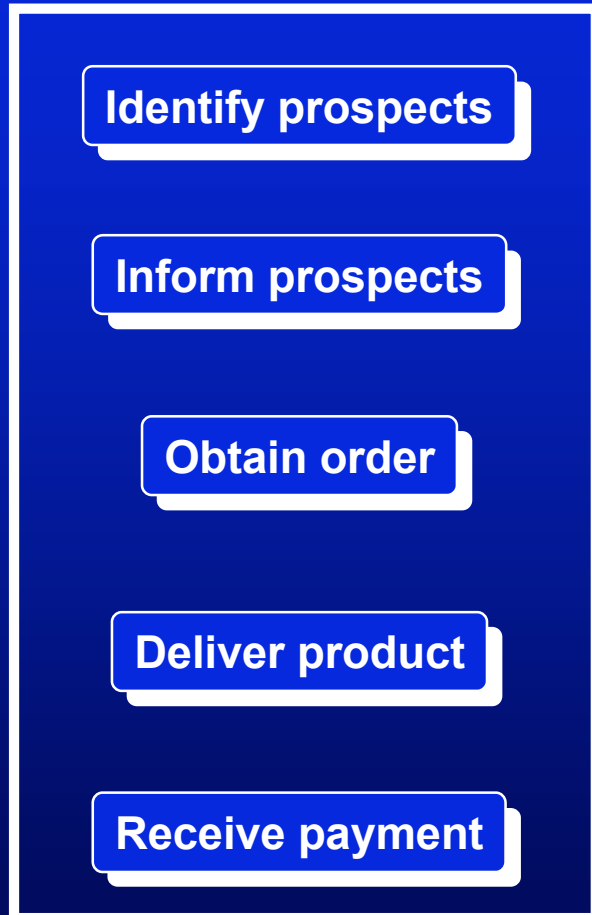 Identify prospects
Inform prospects
Obtain order
Deliver product
Receive payment